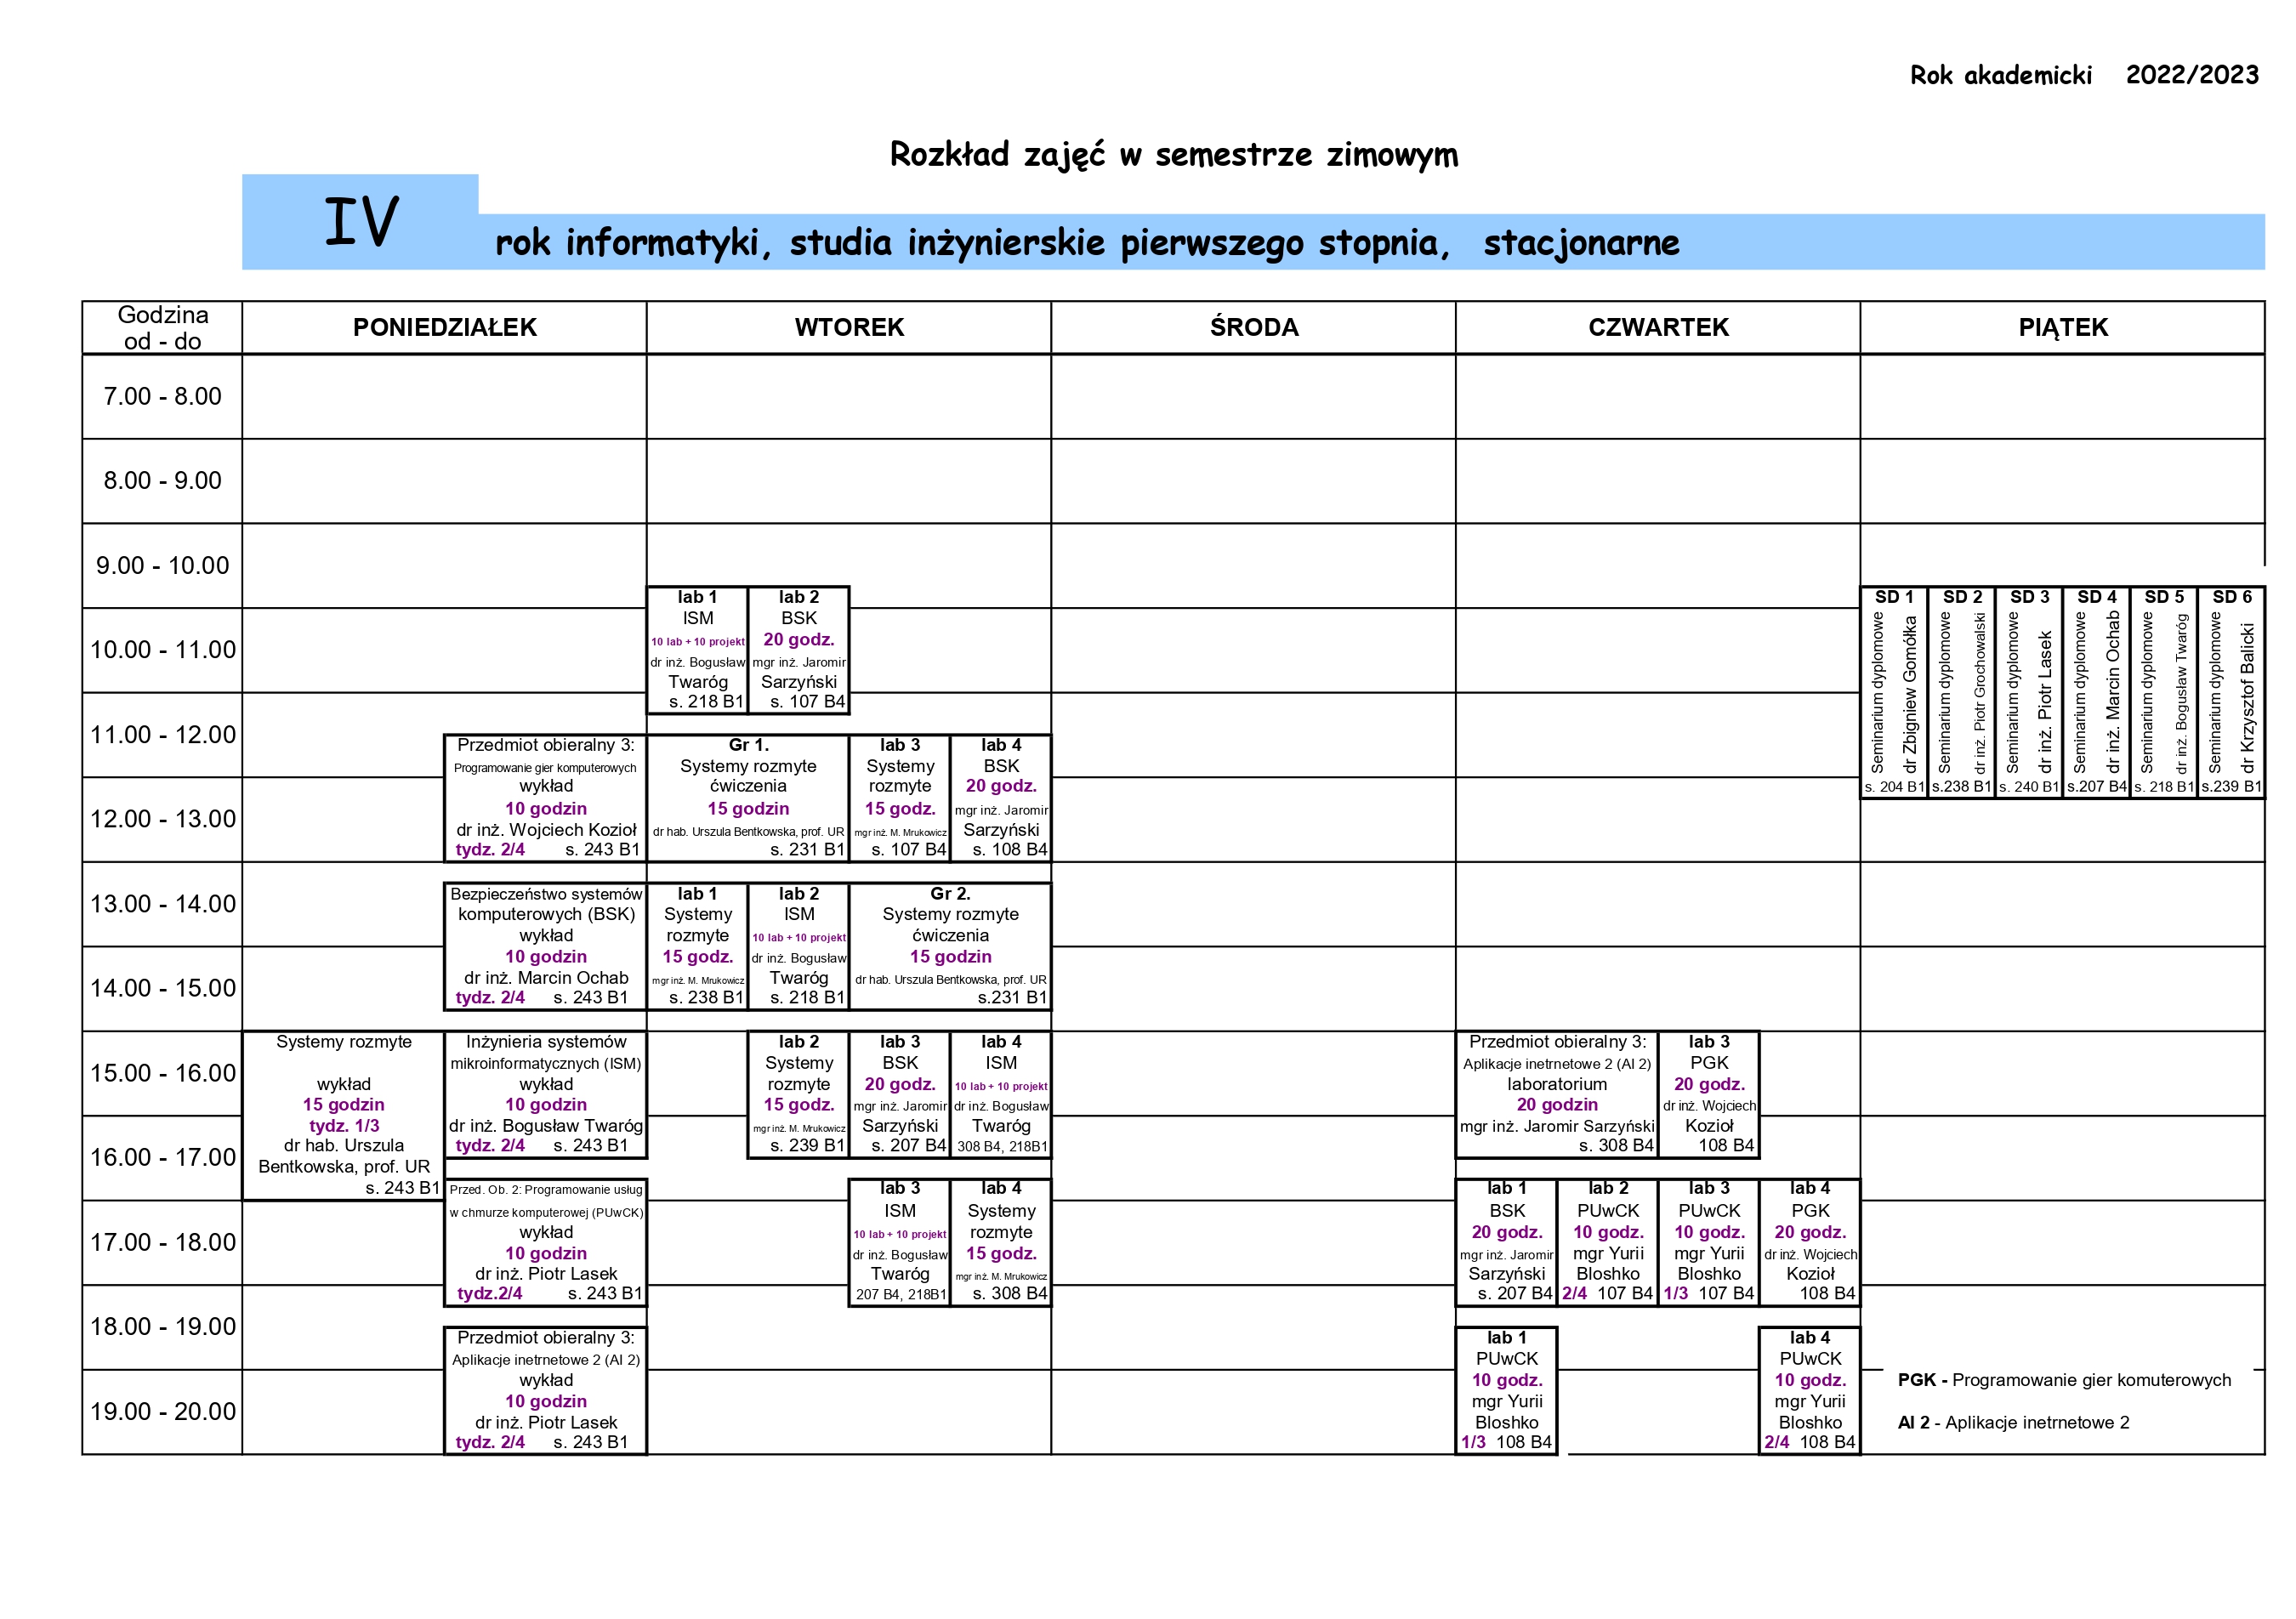 Rok akademicki 2022/2023
Rozkład zajęć w semestrze zimowym
IV
rok informatyki, studia inżynierskie pierwszego stopnia, stacjonarne
Godzina
od - do
PONIEDZIAŁEK
WTOREK
ŚRODA
CZWARTEK
PIĄTEK
7.00 - 8.00
8.00 - 9.00
9.00 - 10.00
10.00 - 11.00
11.00 - 12.00
12.00 - 13.00
13.00 - 14.00
14.00 - 15.00
15.00 - 16.00
16.00 - 17.00
17.00 - 18.00
18.00 - 19.00
19.00 - 20.00
Systemy rozmyte
wykład
15 godzin
tydz. 1/3
dr hab. Urszula
Bentkowska, prof. UR
s. 243 B1
Przedmiot obieralny 3:
Programowanie gier komputerowych
wykład
10 godzin
dr inż. Wojciech Kozioł
tydz. 2/4 s. 243 B1
Bezpieczeństwo systemów
komputerowych (BSK)
wykład
10 godzin
dr inż. Marcin Ochab
tydz. 2/4 s. 243 B1
Inżynieria systemów
mikroinformatycznych (ISM)
wykład
10 godzin
dr inż. Bogusław Twaróg
tydz. 2/4 s. 243 B1
Przed. Ob. 2: Programowanie usług
w chmurze komputerowej (PUwCK)
wykład
10 godzin
dr inż. Piotr Lasek
tydz.2/4 s. 243 B1
Przedmiot obieralny 3:
Aplikacje inetrnetowe 2 (AI 2)
wykład
10 godzin
dr inż. Piotr Lasek
tydz. 2/4 s. 243 B1
lab 1
ISM
10 lab + 10 projekt
dr inż. Bogusław
Twaróg
s. 218 B1
lab 2
BSK
20 godz.
mgr inż. Jaromir
Sarzyński
s. 107 B4
Gr 1.
Systemy rozmyte
ćwiczenia
15 godzin
dr hab. Urszula Bentkowska, prof. UR
s. 231 B1
lab 3
Systemy
rozmyte
15 godz.
mgr inż. M. Mrukowicz
s. 107 B4
lab 4
BSK
20 godz.
mgr inż. Jaromir
Sarzyński
s. 108 B4
lab 1
Systemy
rozmyte
15 godz.
mgr inż. M. Mrukowicz
s. 238 B1
lab 2
ISM
10 lab + 10 projekt
dr inż. Bogusław
Twaróg
s. 218 B1
Gr 2.
Systemy rozmyte
ćwiczenia
15 godzin
dr hab. Urszula Bentkowska, prof. UR
s.231 B1
lab 2
Systemy
rozmyte
15 godz.
mgr inż. M. Mrukowicz
s. 239 B1
lab 3
BSK
20 godz.
mgr inż. Jaromir
Sarzyński
s. 207 B4
lab 4
ISM
10 lab + 10 projekt
dr inż. Bogusław
Twaróg
308 B4, 218B1
lab 3
ISM
10 lab + 10 projekt
dr inż. Bogusław
Twaróg
207 B4, 218B1
lab 4
Systemy
rozmyte
15 godz.
mgr inż. M. Mrukowicz
s. 308 B4
Przedmiot obieralny 3:
Aplikacje inetrnetowe 2 (AI 2)
laboratorium
20 godzin
mgr inż. Jaromir Sarzyński
s. 308 B4
lab 3
PGK
20 godz.
dr inż. Wojciech
Kozioł
108 B4
lab 1
BSK
20 godz.
mgr inż. Jaromir
Sarzyński
s. 207 B4
lab 2
PUwCK
10 godz.
mgr Yurii
Bloshko
2/4 107 B4
lab 3
PUwCK
10 godz.
mgr Yurii
Bloshko
1/3 107 B4
lab 4
PGK
20 godz.
dr inż. Wojciech
Kozioł
108 B4
lab 1
PUwCK
10 godz.
mgr Yurii
Bloshko
1/3 108 B4
lab 4
PUwCK
10 godz.
mgr Yurii
Bloshko
2/4 108 B4
SD 1
Seminarium dyplomowe
dr Zbigniew Gomółka
s. 204 B1
SD 2
Seminarium dyplomowe
dr inż. Piotr Grochowalski
s.238 B1
SD 3
Seminarium dyplomowe
dr inż. Piotr Lasek
s. 240 B1
SD 4
Seminarium dyplomowe
dr inż. Marcin Ochab
s.207 B4
SD 5
Seminarium dyplomowe
dr inż. Bogusław Twaróg
s. 218 B1
SD 6
Seminarium dyplomowe
dr Krzysztof Balicki
s.239 B1
PGK - Programowanie gier komuterowych
AI 2 - Aplikacje inetrnetowe 2